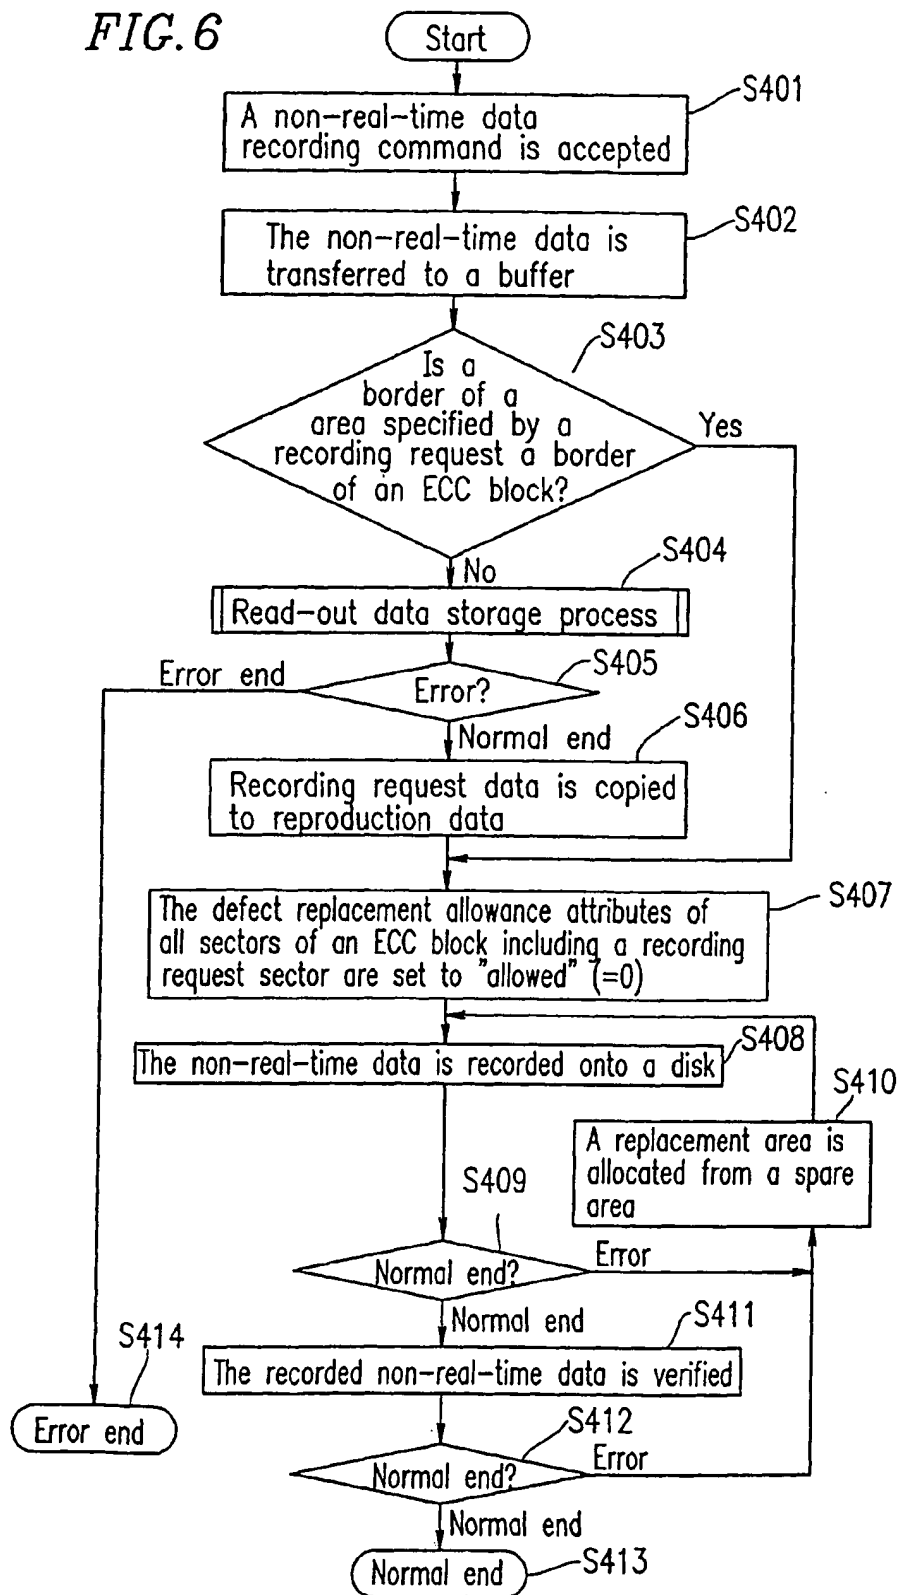 FIG.6
Start
S401
A non-real-time data
recording command is accepted
S402
The non-real-time data is
transferred to a buffer
S403
Is a
border of a
area specified by a
recording request a border
of an ECC block?
Yes
No
S404
Read-out data storage process
S405
Error end
Error?
Normal end
S406
Recording request data is copied
to reproduction data
S407
The defect replacement allowance attributes of
all sectors of an ECC block including a recording
request sector are set to "allowed" (=0)
S408
The non-real-time data is recorded onto a disk
S410
A replacement area is
allocated from a spare
area
S409
Normal end?
Error
Normal end
S411
The recorded non-real-time data is verified
S414
Error end
S412
Normal end?
Error
Normal end
Normal end
S413